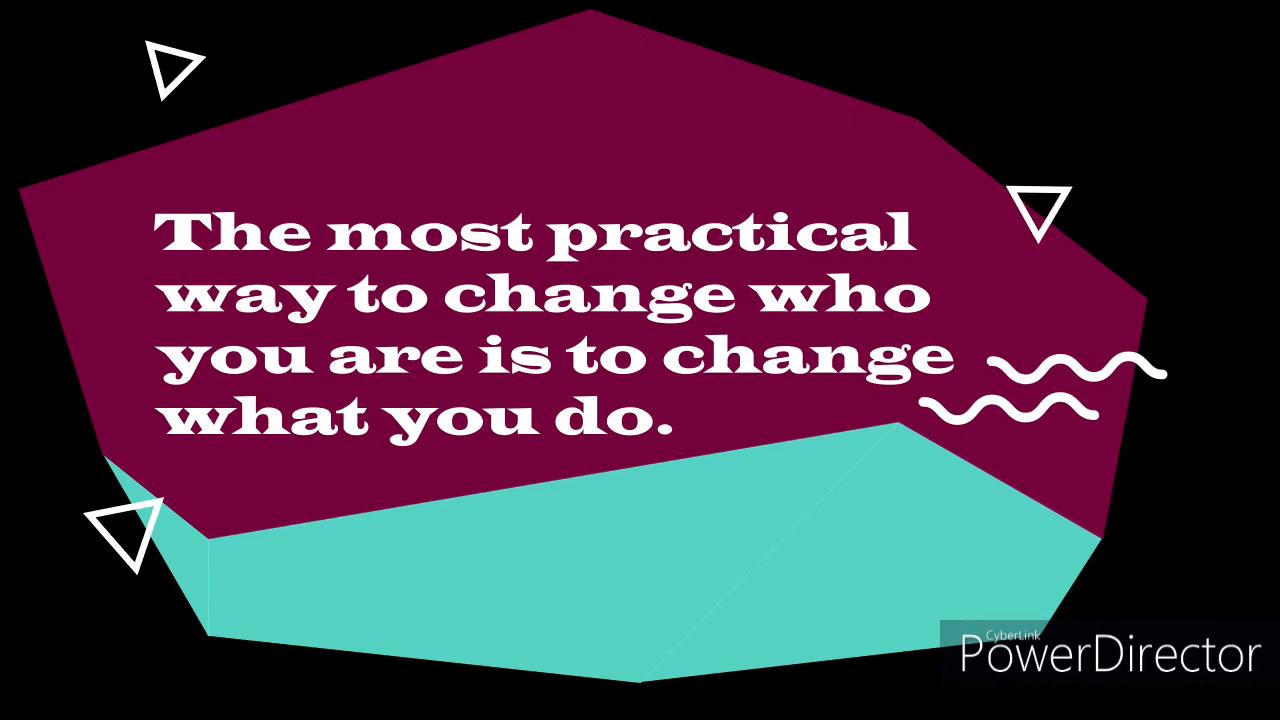 The most practical
way to change who
you are is to change
what you do.
CyberLink
PowerDirector